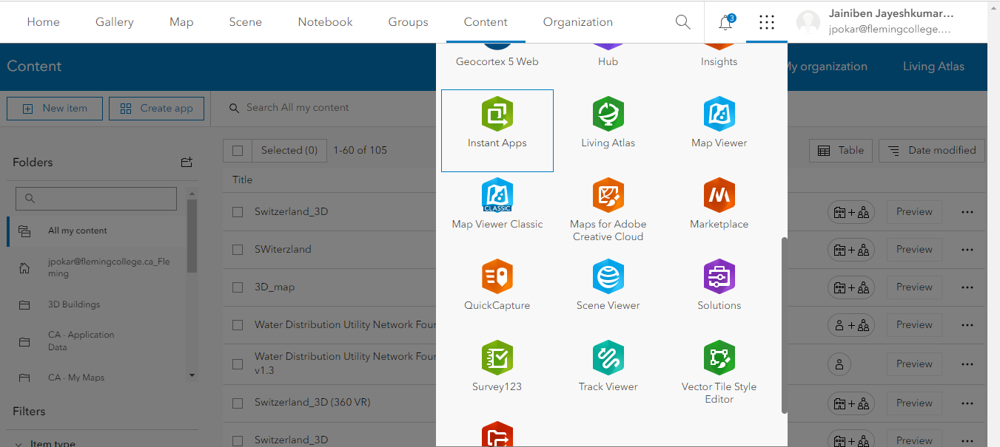 Home
Gallery
Map
Scene
Notebook
Groups
Content
Organization
3
Jainiben Jayeshkumar...
jpokar@flemingcollege....
Content
My organization
Living Atlas
New item
Create app
Search All my content
Folders
Selected (0)
1-60 of 105
Table
Date modified
Title
All my content
jpokar@flemingcollege.ca_Fle
ming
3D Buildings
CA - Application
Data
CA - My Maps
Filters
Item type
Switzerland_3D
Preview
SWiterzland
Preview
3D_map
Preview
Water Distribution Utility Network Four
Preview
Water Distribution Utility Network Four
v1.3
Preview
Switzerland_3D (360 VR)
Preview
Switzerland_3D
Preview
Geocortex 5 Web
Hub
Insights
Instant Apps
Living Atlas
Map Viewer
CLASSIC
Map Viewer Classic
Maps for Adobe
Creative Cloud
Marketplace
QuickCapture
Scene Viewer
Solutions
Survey123
Track Viewer
Vector Tile Style
Editor